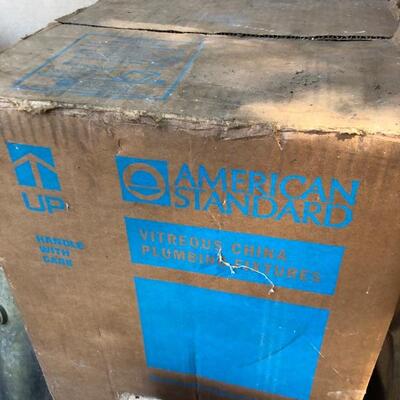 UP
HANDLE
WITH
CARE
AMERICAN
STANDARD
VITREOUS CHINA
PLUMBING FIXTURES